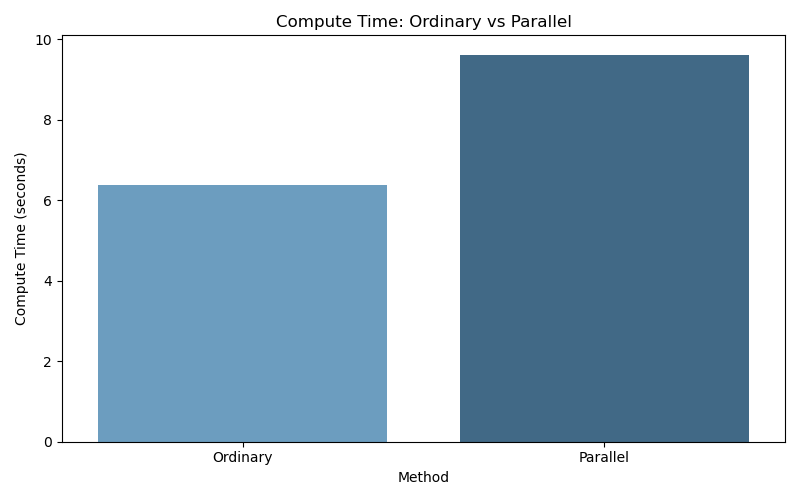 Compute Time: Ordinary vs Parallel
10
8
6
4
2
0
Compute Time (seconds)
Ordinary
Parallel
Method